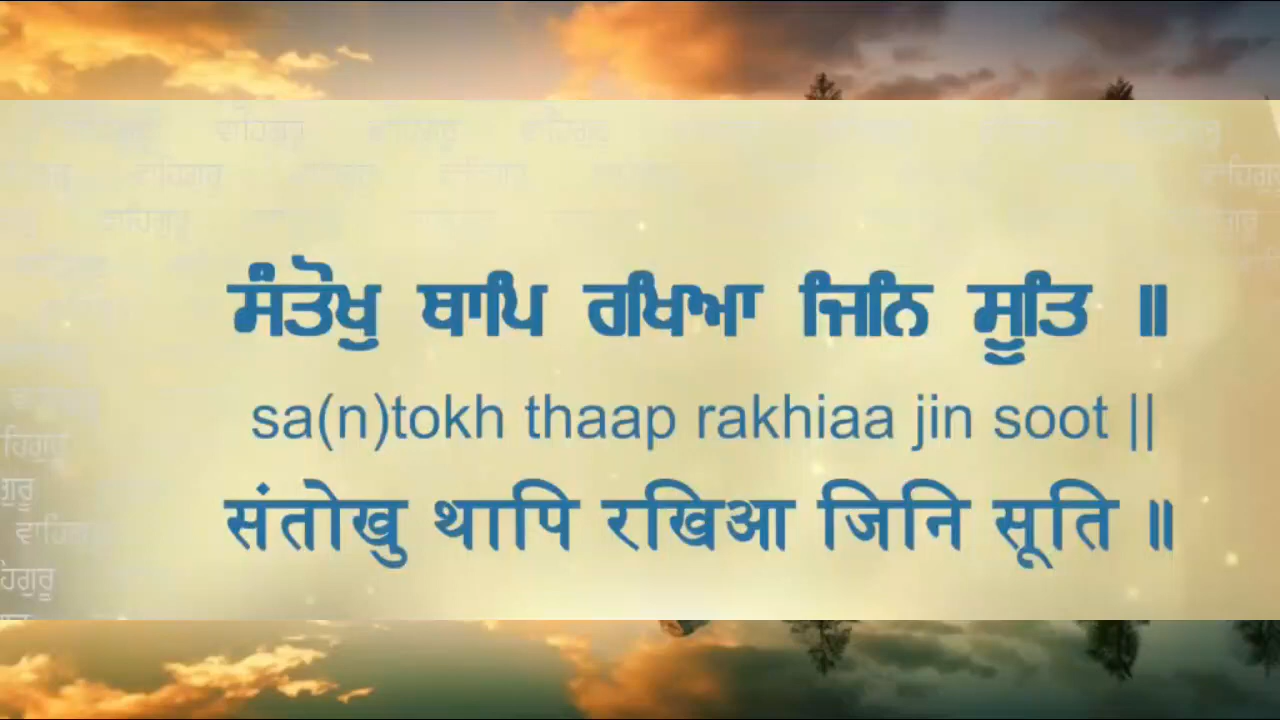 ਸੰਤੋਖੁ ਥਾਪਿ ਰਖਿਆ ਜਿਨਿ ਸੂਤਿ ॥
sa(n)tokh thaap rakhiaa jin soot ||
संतोखु थापि रखिआ जिनि सूति ॥
ਵਾਹਿਗੁਰੂ